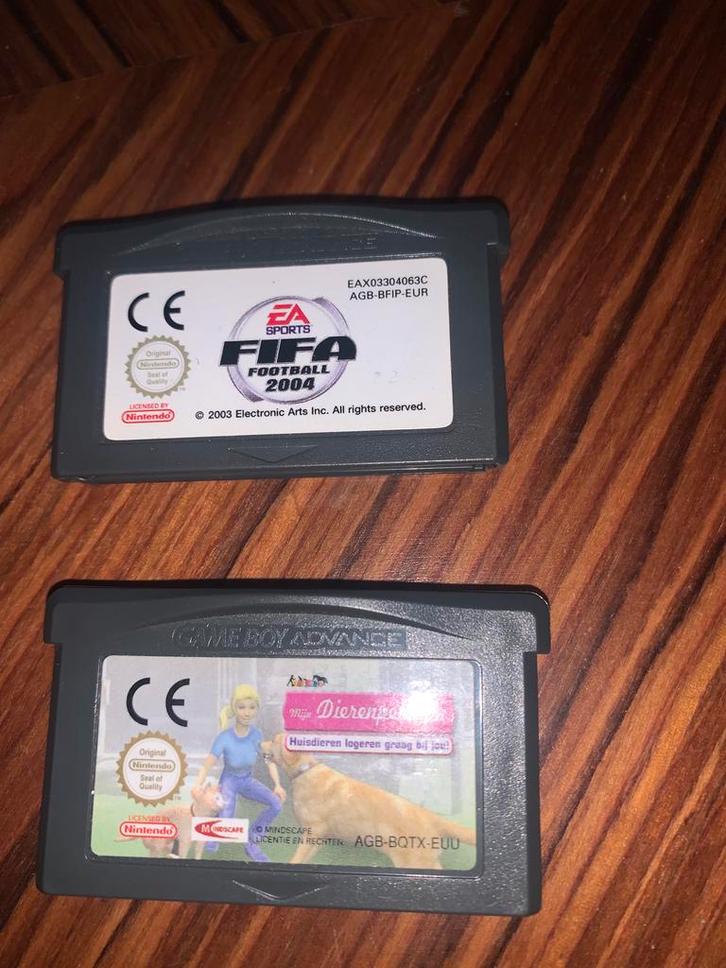 EAX03304063C
AGB-BFIP-EUR
CE
EA
SPORTS
FIFA
FOOTBALL
2004
Original
Nintendo
Seal of
Quality
LICENSED BY
Nintendo
© 2003 Electronic Arts Inc. All rights reserved.
GAME BOY ADVANCE
CE
Mijn
Huisdieren logeren graag bij jou!
Original
Nintendo
Seal of
Quality
LICENSED BY
Nintendo
MINDSCAPE
© MINDSCAPE
LICENTIE EN RECHTEN:
AGB-BQTX-EUU